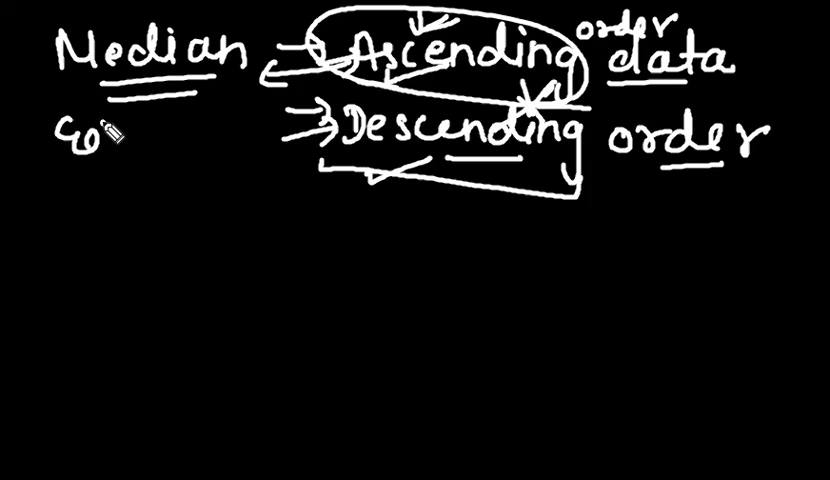 Median → Ascending order data
→ Descending order